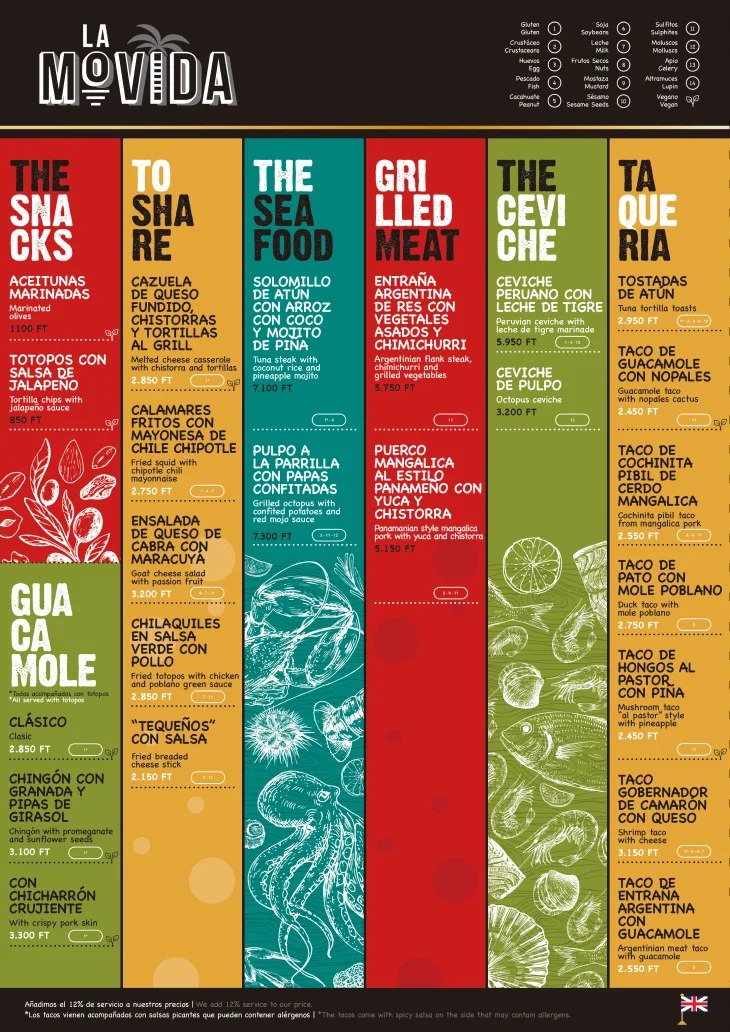 LA
MOVIDA
Gluten
Gluten
1
Crustáceo
Crustaceans
2
Huevos
Egg
3
Pescado
Fish
4
Cacahuate
Peanut
5
Soja
Soybeans
6
Leche
Milk
7
Frutos Secos
Nuts
8
Mostaza
Mustard
9
Sésamo
Sesame Seeds
10
Sulfitos
Sulphites
11
Moluscos
Molluscs
12
Apio
Celery
13
Altramuces
Lupin
14
Vegano
Vegan
THE
SNA
CKS
ACEITUNAS
MARINADAS
Marinated
olives
1100 FT
TOTOPOS CON
SALSA DE
JALAPEÑO
Tortilla chips with
jalapeño sauce
850 FT
GUA
CA
MOLE
*Todos acompañados con totopos
*All served with totopos
CLÁSICO
Clasic
2.850 FT
CHINGÓN CON
GRANADA Y
PIPAS DE
GIRASOL
Chingón with promeganate
and sunflower seeds
3.100 FT
CON
CHICHARRÓN
CRUJIENTE
With crispy pork skin
3.300 FT
TO
SHA
RE
CAZUELA
DE QUESO
FUNDIDO,
CHISTORRAS
Y TORTILLAS
AL GRILL
Melted cheese casserole
with chistorra and tortillas
2.850 FT
CALAMARES
FRITOS CON
MAYONESA DE
CHILE CHIPOTLE
Fried squid with
chipotle chili
mayonnaise
2.750 FT
ENSALADA
DE QUESO DE
CABRA CON
MARACUYÁ
Goat cheese salad
with passion fruit
3.200 FT
CHILAQUILES
EN SALSA
VERDE CON
POLLO
Fried totopos with chicken
and poblano green sauce
2.850 FT
"TEQUEÑOS"
CON SALSA
Fried breaded
cheese stick
2.150 FT
THE
SEA
FOOD
SOLOMILLO
DE ATÚN
CON ARROZ
CON COCO
Y MOJITO
DE PIÑA
Tuna steak with
coconut rice and
pineapple mojito
7.100 FT
PULPO A
LA PARRILLA
CON PAPAS
CONFITADAS
Grilled octopus with
confited potatoes and
red mojo sauce
7.300 FT
GRI
LLED
MEAT
ENTRAÑA
ARGENTINA
DE RES CON
VEGETALES
ASADOS Y
CHIMICHURRI
Argentinian flank steak,
chimichurri and
grilled vegetables
5.750 FT
11
PUERCO
MANGALICA
AL ESTILO
PANAMEÑO CON
YUCA Y
CHISTORRA
Panamanian style mangalica
pork with yuca and chistorra
5.150 FT
THE
CEVI
CHE
CEVICHE
PERUANO CON
LECHE DE TIGRE
Peruvian ceviche with
leche de tigre marinade
5.950 FT
CEVICHE
DE PULPO
Octopus ceviche
3.200 FT
12
TA
QUE
RIA
TOSTADAS
DE ATÚN
Tuna tortilla toasts
2.950 FT
TACO DE
GUACAMOLE
CON NOPALES
Guacamole taco
with nopales cactus
2.450 FT
11
TACO DE
COCHINITA
PIBIL DE
CERDO
MANGALICA
Cochinita pibil taco
from mangalica pork
2.550 FT
TACO DE
PATO CON
MOLE POBLANO
Duck taco with
mole poblano
2.750 FT
TACO DE
HONGOS AL
PASTOR
CON PIÑA
Mushroom taco
"al pastor" style
with pineapple
2.450 FT
11
TACO
GOBERNADOR
DE CAMARÓN
CON QUESO
Shrimp taco
with cheese
3.150 FT
TACO DE
ENTRAÑA
ARGENTINA
CON
GUACAMOLE
Argentinian meat taco
with guacamole
2.550 FT
Añadimos el 12% de servicio a nuestros precios | We add 12% service to our price.
*Los tacos vienen acompañados con salsas picantes que pueden contener alérgenos | *The tacos come with spicy salsa on the side that may contain allergens.